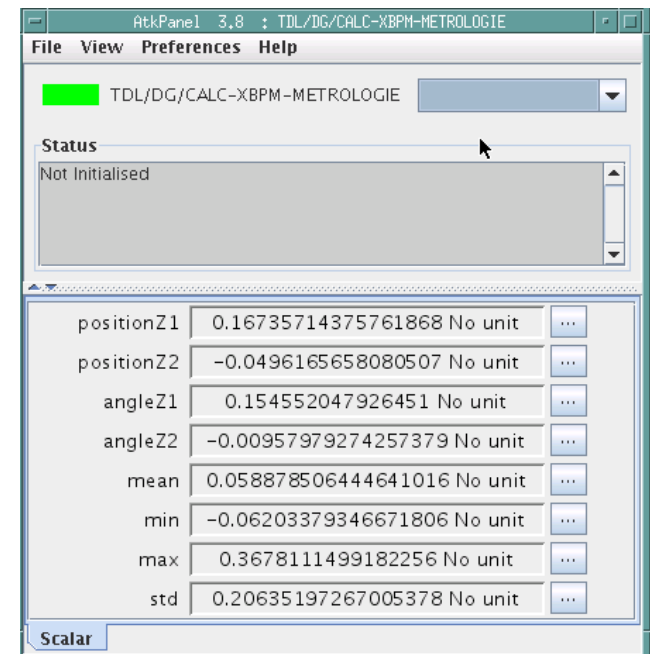 AtkPanel 3.8 : TDL/DG/CALC-XBPM-METROLOGIE
File View Preferences Help
TDL/DG/CALC-XBPM-METROLOGIE
Status
Not Initialised
positionZ1 0.16735714375761868 No unit ...
positionZ2 -0.0496165658080507 No unit ...
angleZ1 0.154552047926451 No unit ...
angleZ2 -0.00957979274257379 No unit ...
mean 0.058878506444641016 No unit ...
min -0.06203379346671806 No unit ...
max 0.3678111499182256 No unit ...
std 0.20635197267005378 No unit ...
Scalar